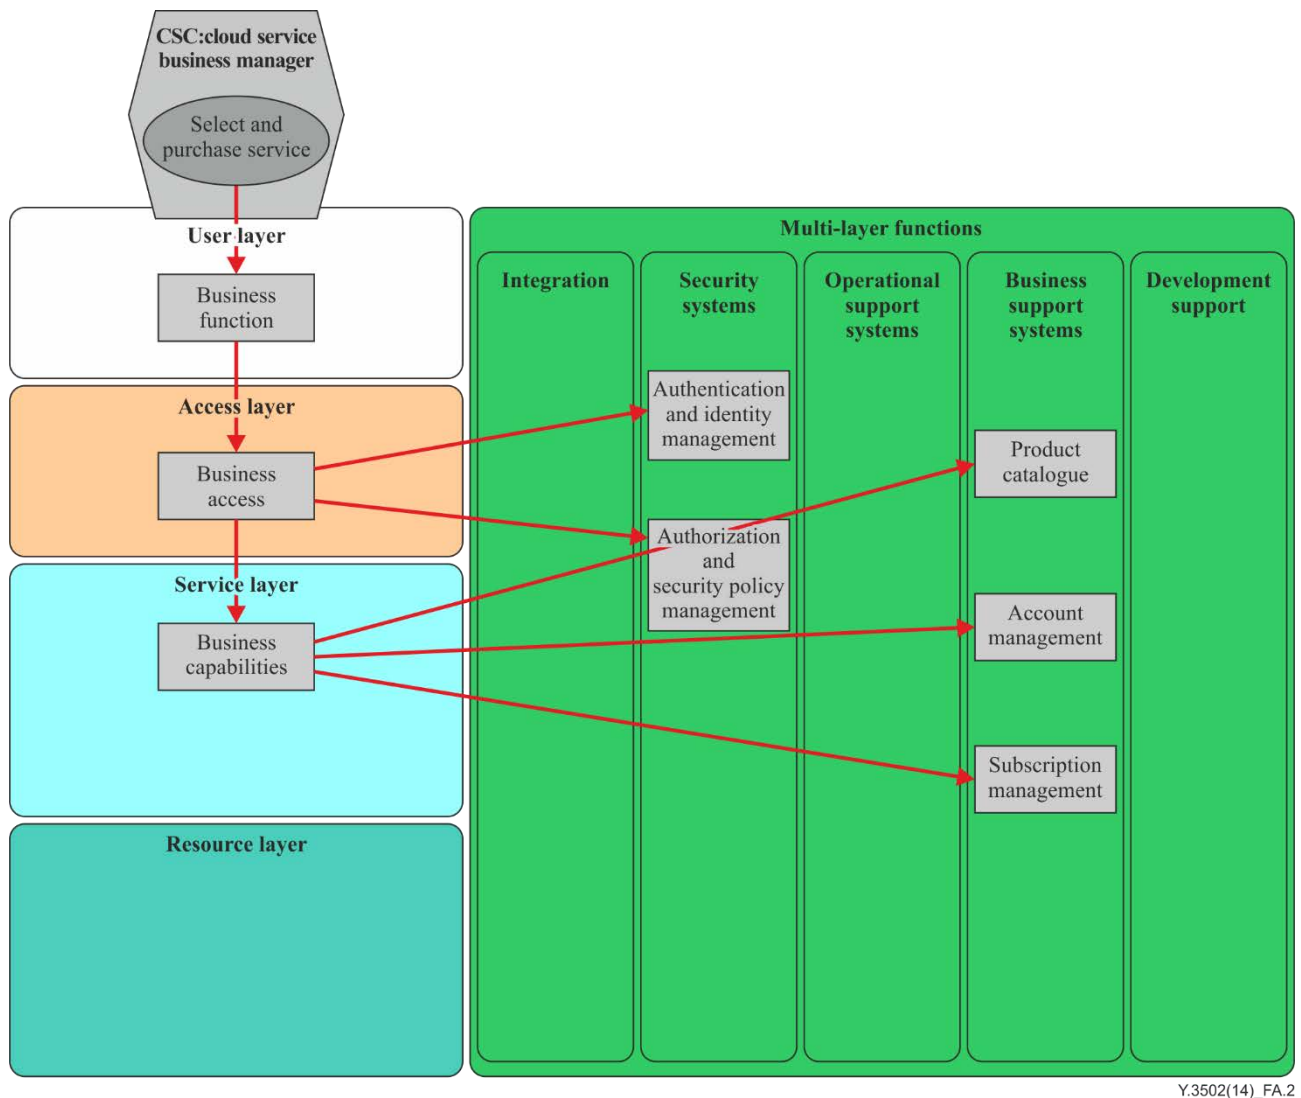 CSC:cloud service
business manager
Select and
purchase service
User layer
Business
function
Access layer
Business
access
Service layer
Business
capabilities
Resource layer
Multi-layer functions
Integration
Security
systems
Authentication
and identity
management
Authorization
and
security policy
management
Operational
support
systems
Business
support
systems
Product
catalogue
Account
management
Subscription
management
Development
support
Y.3502(14)_FA.2